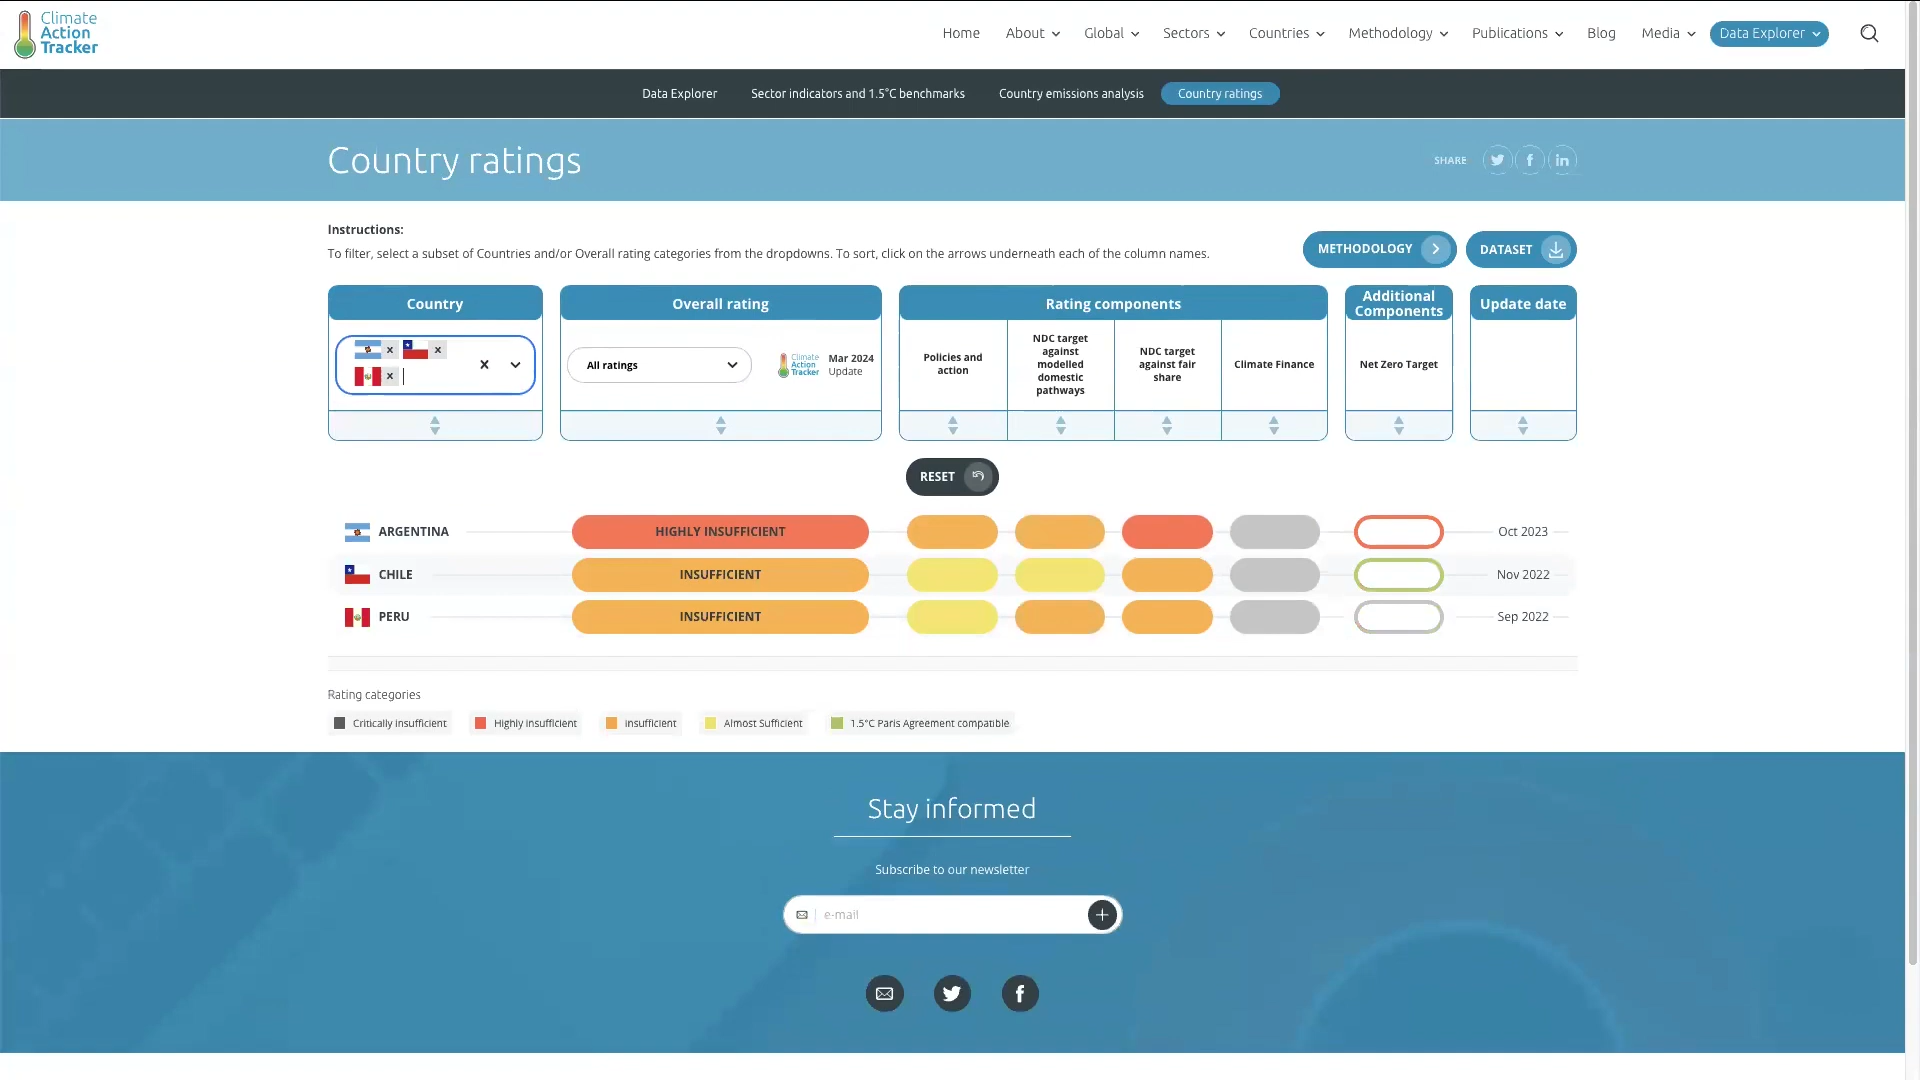 Climate
Action
Tracker
Home
About
Global
Sectors
Countries
Methodology
Publications
Blog
Media
Data Explorer
Data Explorer
Sector indicators and 1.5°C benchmarks
Country emissions analysis
Country ratings
Country ratings
SHARE
Instructions:
To filter, select a subset of Countries and/or Overall rating categories from the dropdowns. To sort, click on the arrows underneath each of the column names.
METHODOLOGY
DATASET
Country
Overall rating
Rating components
Additional
Components
Update date
All ratings
Climate
Action
Tracker
Mar 2024
Update
Policies and
action
NDC target
against
modelled
domestic
pathways
NDC target
against fair
share
Climate Finance
Net Zero Target
RESET
ARGENTINA
HIGHLY INSUFFICIENT
Oct 2023
CHILE
INSUFFICIENT
Nov 2022
PERU
INSUFFICIENT
Sep 2022
Rating categories
Critically insufficient
Highly insufficient
insufficient
Almost Sufficient
1.5°C Paris Agreement compatible
Stay informed
Subscribe to our newsletter
e-mail